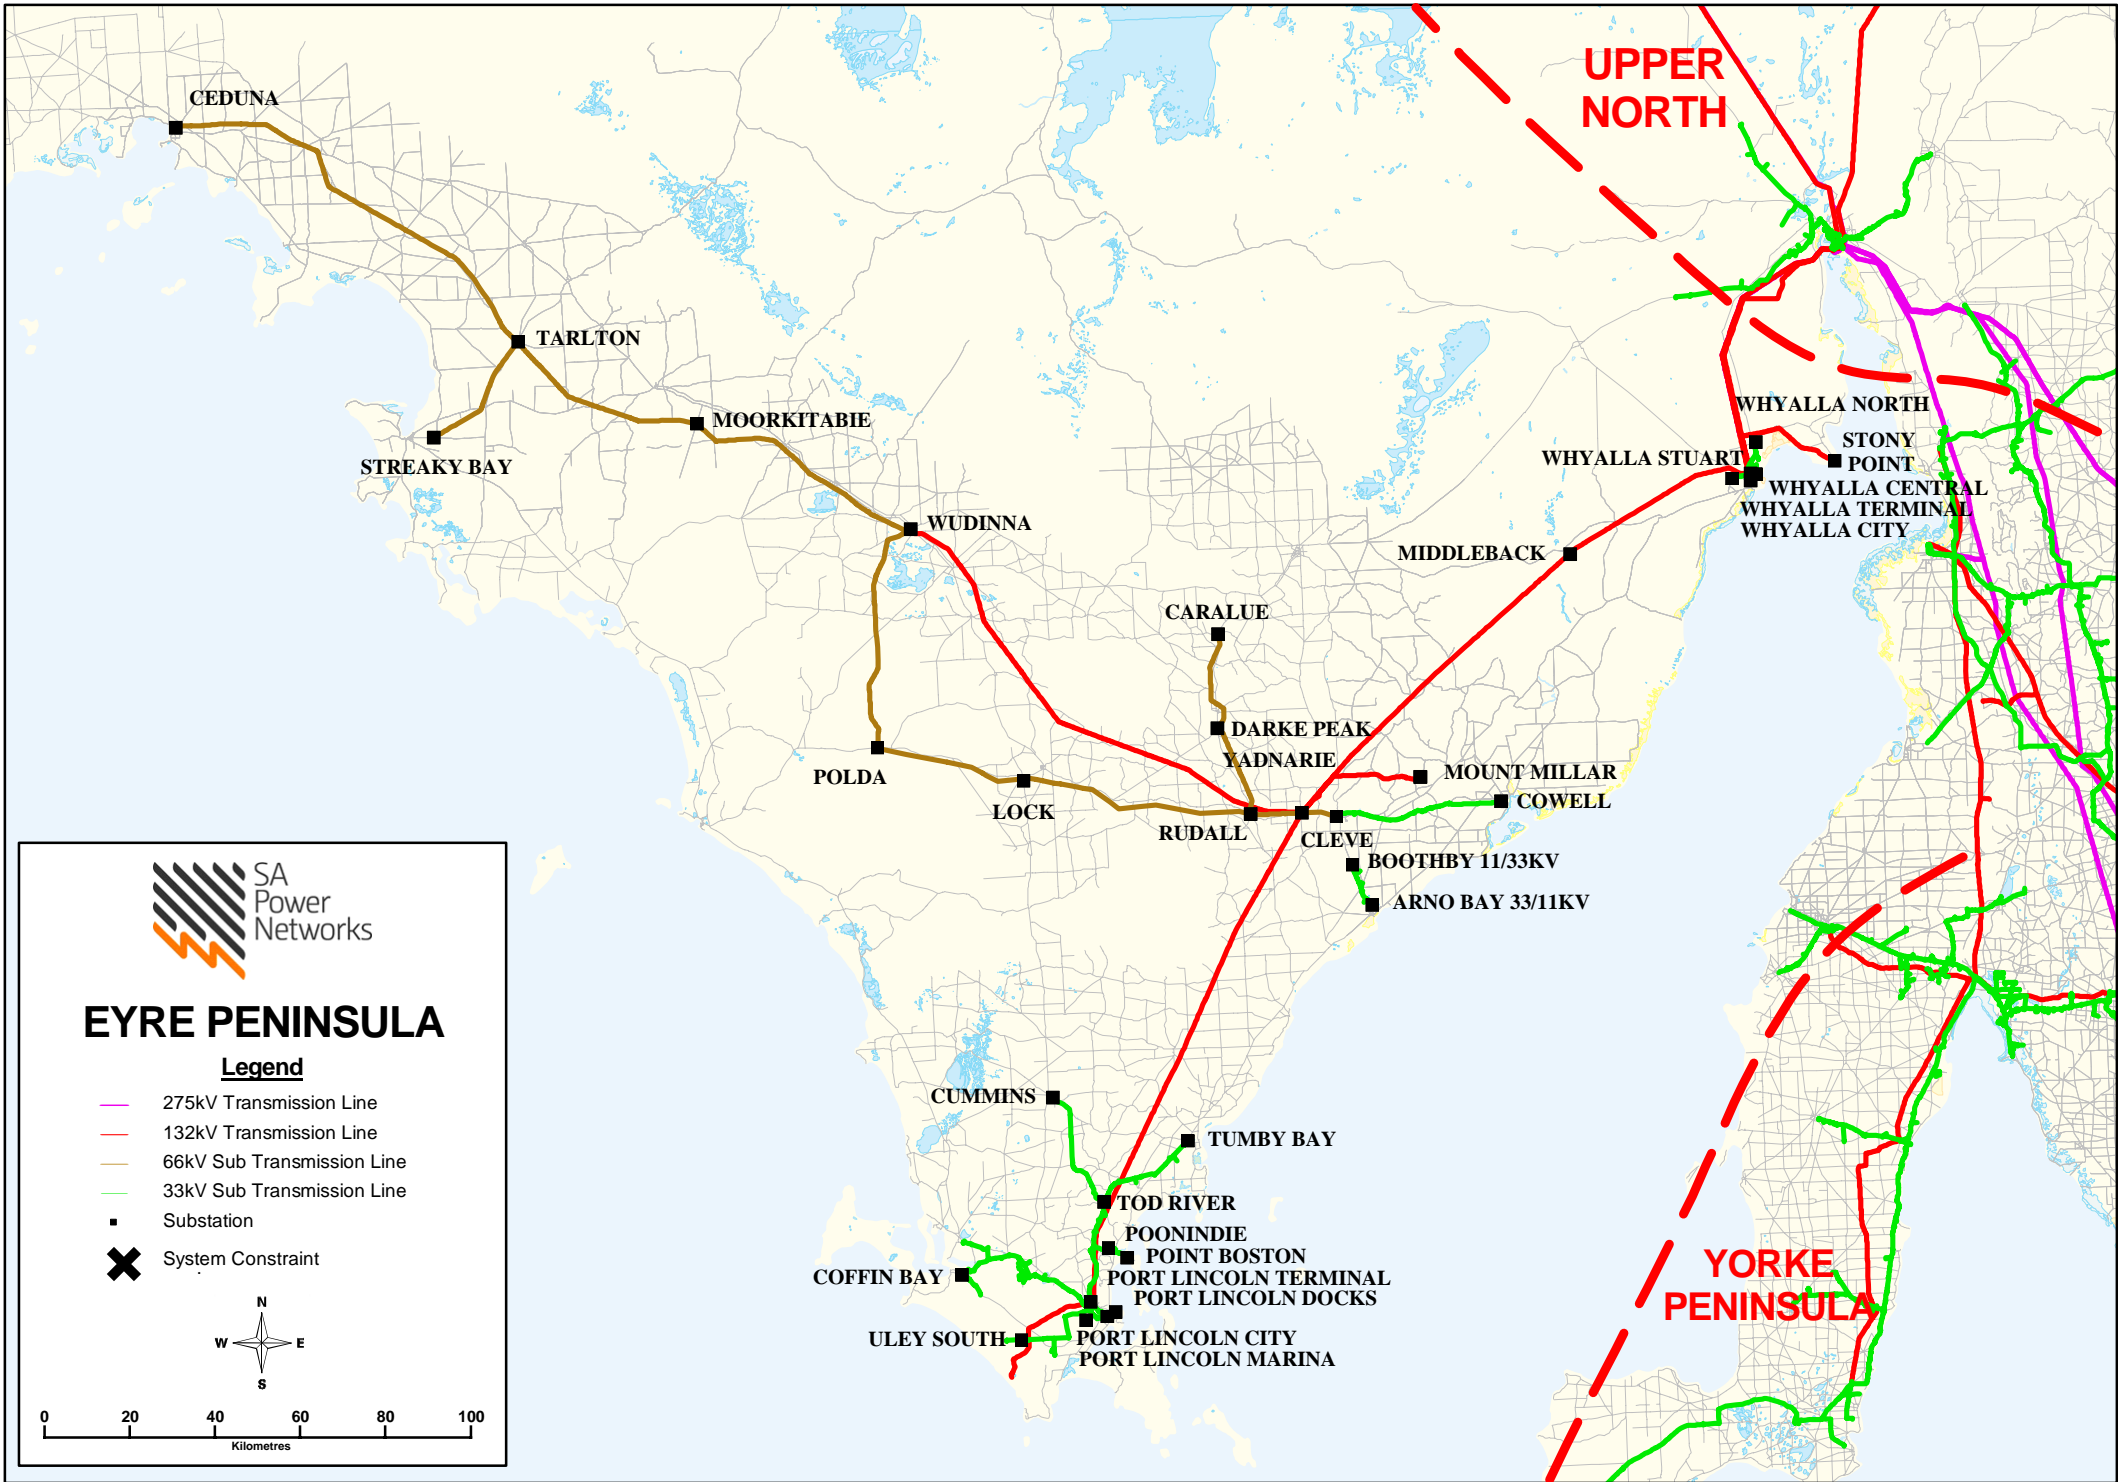 UPPER
NORTH
CEDUNA
TARLTON
MOORKITABIE
STREAKY BAY
WUDINNA
WHYALLA NORTH
STONY
POINT
WHYALLA STUART
WHYALLA CENTRAL
WHYALLA TERMINAL
WHYALLA CITY
MIDDLEBACK
CARALUE
DARKE PEAK
YADNARIE
MOUNT MILLAR
COWELL
POLDA
LOCK
RUDALL
CLEVE
BOOTHBY 11/33KV
ARNO BAY 33/11KV
CUMMINS
TUMBY BAY
TOD RIVER
POONINDIE
POINT BOSTON
COFFIN BAY
PORT LINCOLN TERMINAL
PORT LINCOLN DOCKS
ULEY SOUTH
PORT LINCOLN CITY
PORT LINCOLN MARINA
YORKE
PENINSULA
SA
Power
Networks
EYRE PENINSULA
Legend
275kV Transmission Line
132kV Transmission Line
66kV Sub Transmission Line
33kV Sub Transmission Line
Substation
System Constraint
N
W E
S
0 20 40 60 80 100
Kilometres